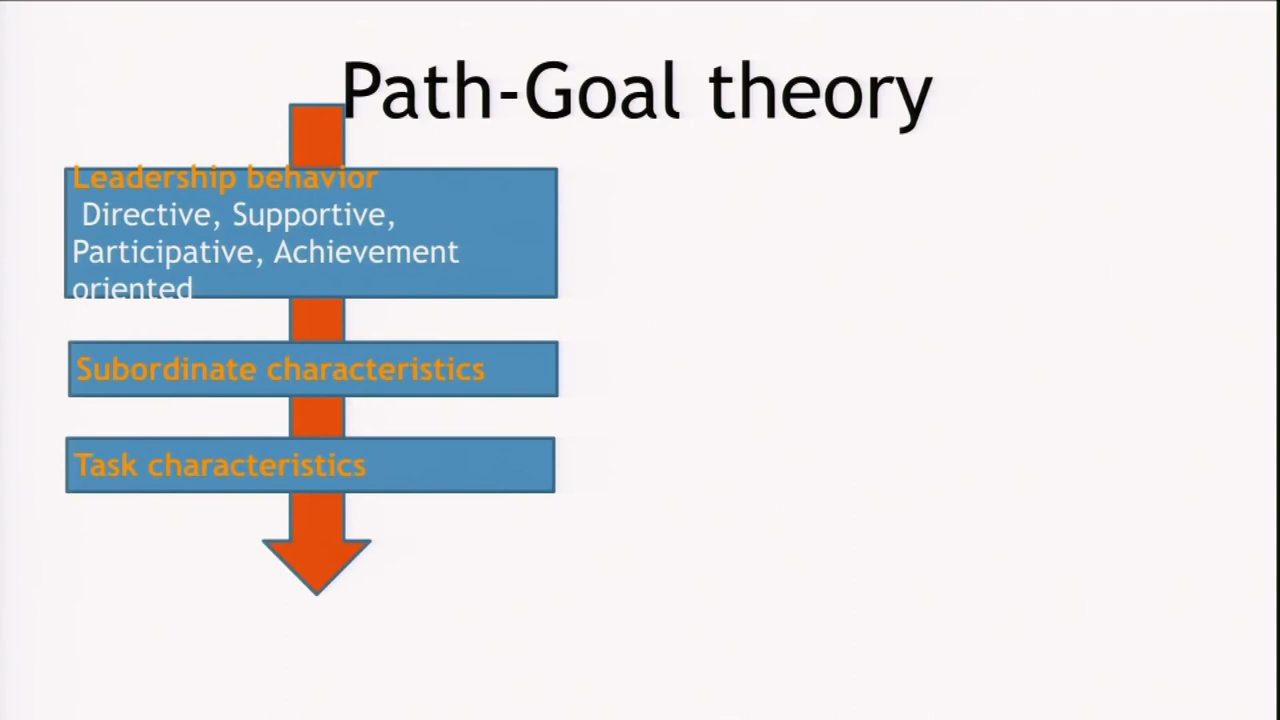 Path-Goal theory
Leadership behavior
Directive, Supportive,
Participative, Achievement
oriented
Subordinate characteristics
Task characteristics